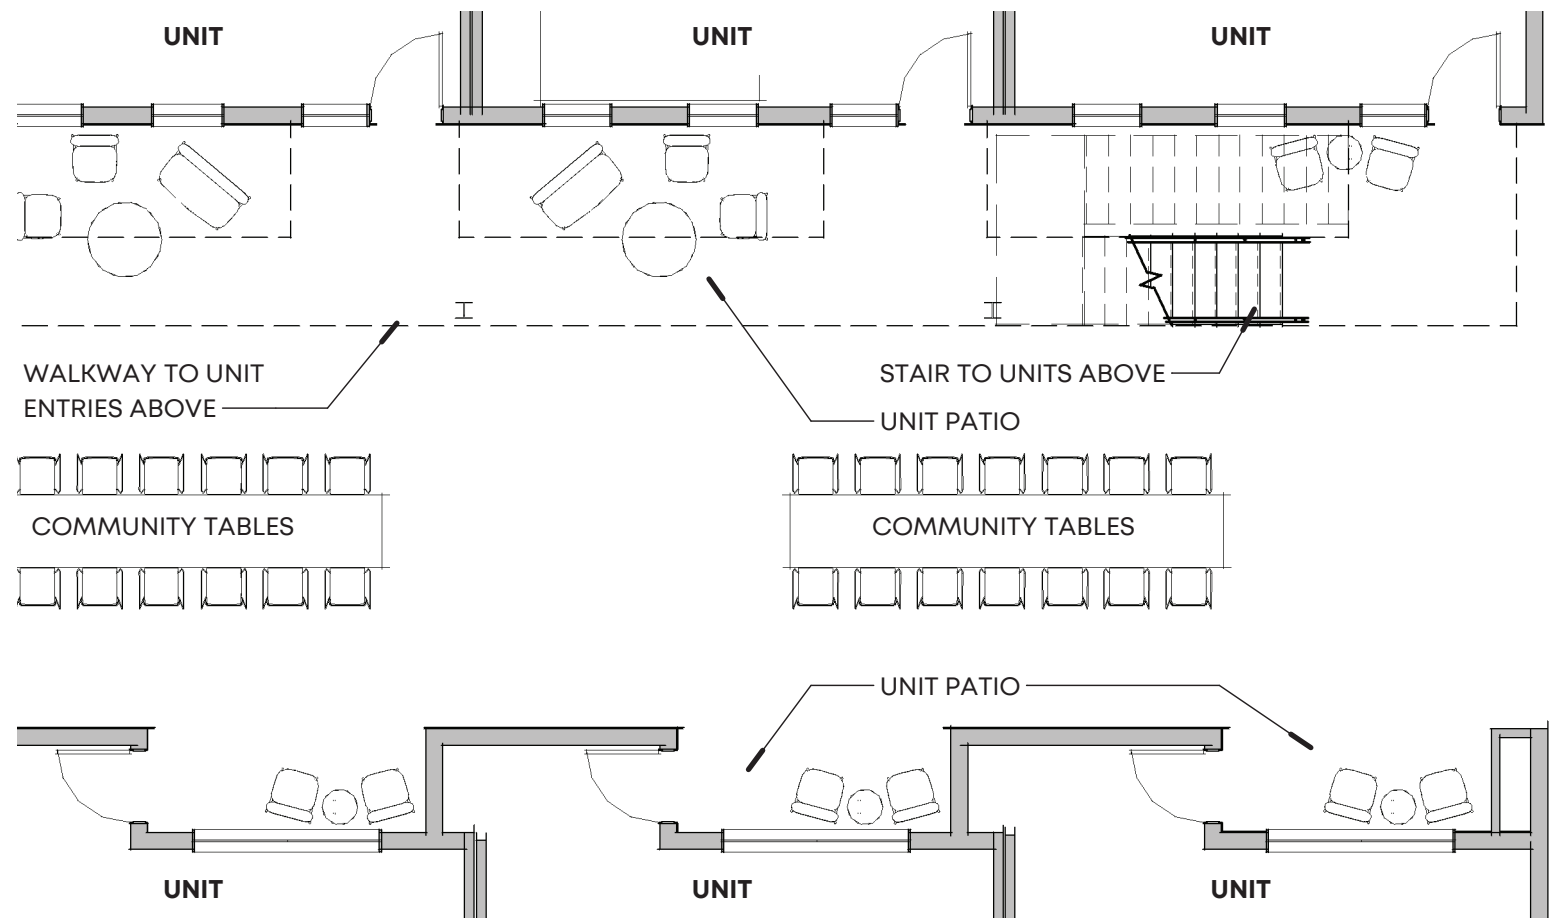 UNIT
UNIT
UNIT
WALKWAY TO UNIT
ENTRIES ABOVE
STAIR TO UNITS ABOVE
UNIT PATIO
COMMUNITY TABLES
COMMUNITY TABLES
UNIT PATIO
UNIT
UNIT
UNIT